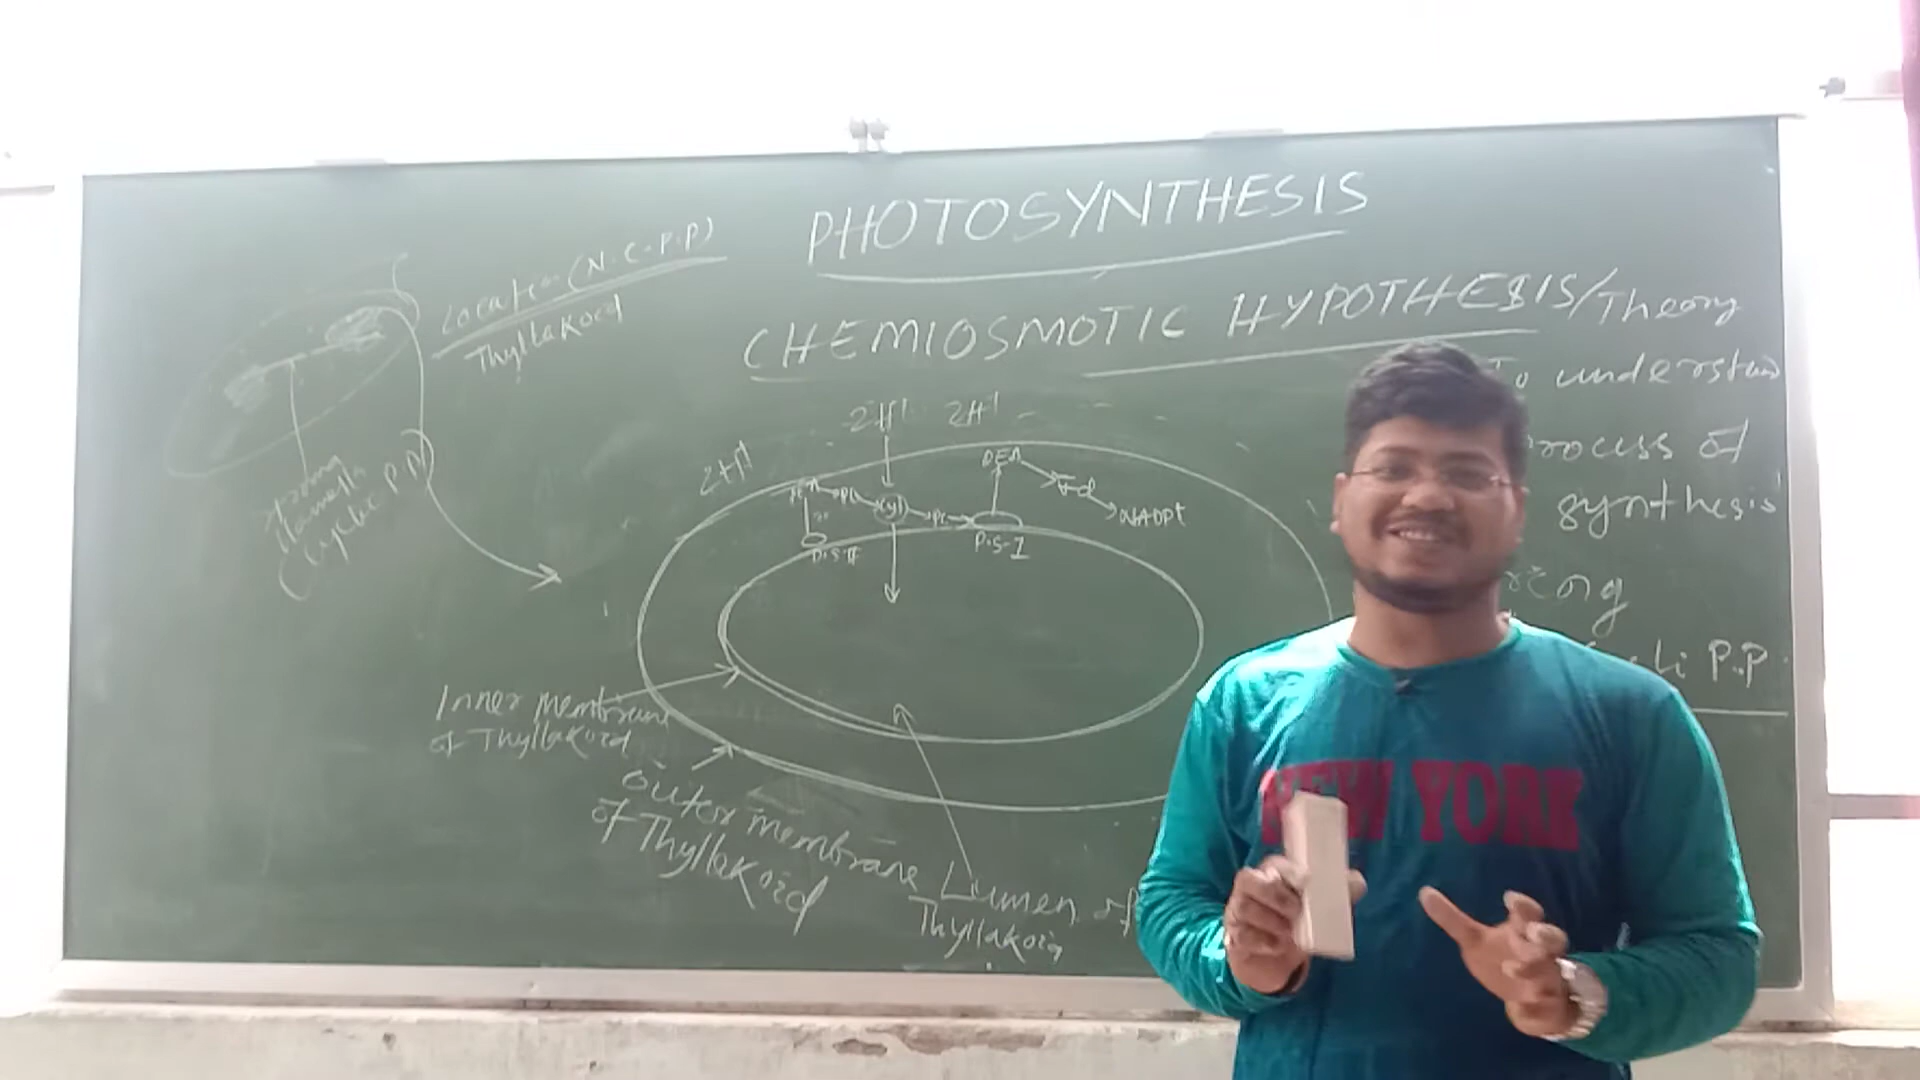 PHOTOSYNTHESIS
CHEMIOSMOTIC HYPOTHESIS/Theory
Location (N.C.P.P)
Thyllakoid
Stroma
lamella
(cyclic P.P)
To understand
process of
synthesis
P.P.
2H+
2H+
2H+
PQ
cyt
PC
P.S-II
P.S-I
Fd
NADP+
Inner membrane
of Thyllakoid
outer membrane
of Thyllakoid
Lumen of
Thyllakoid
NEW YORK